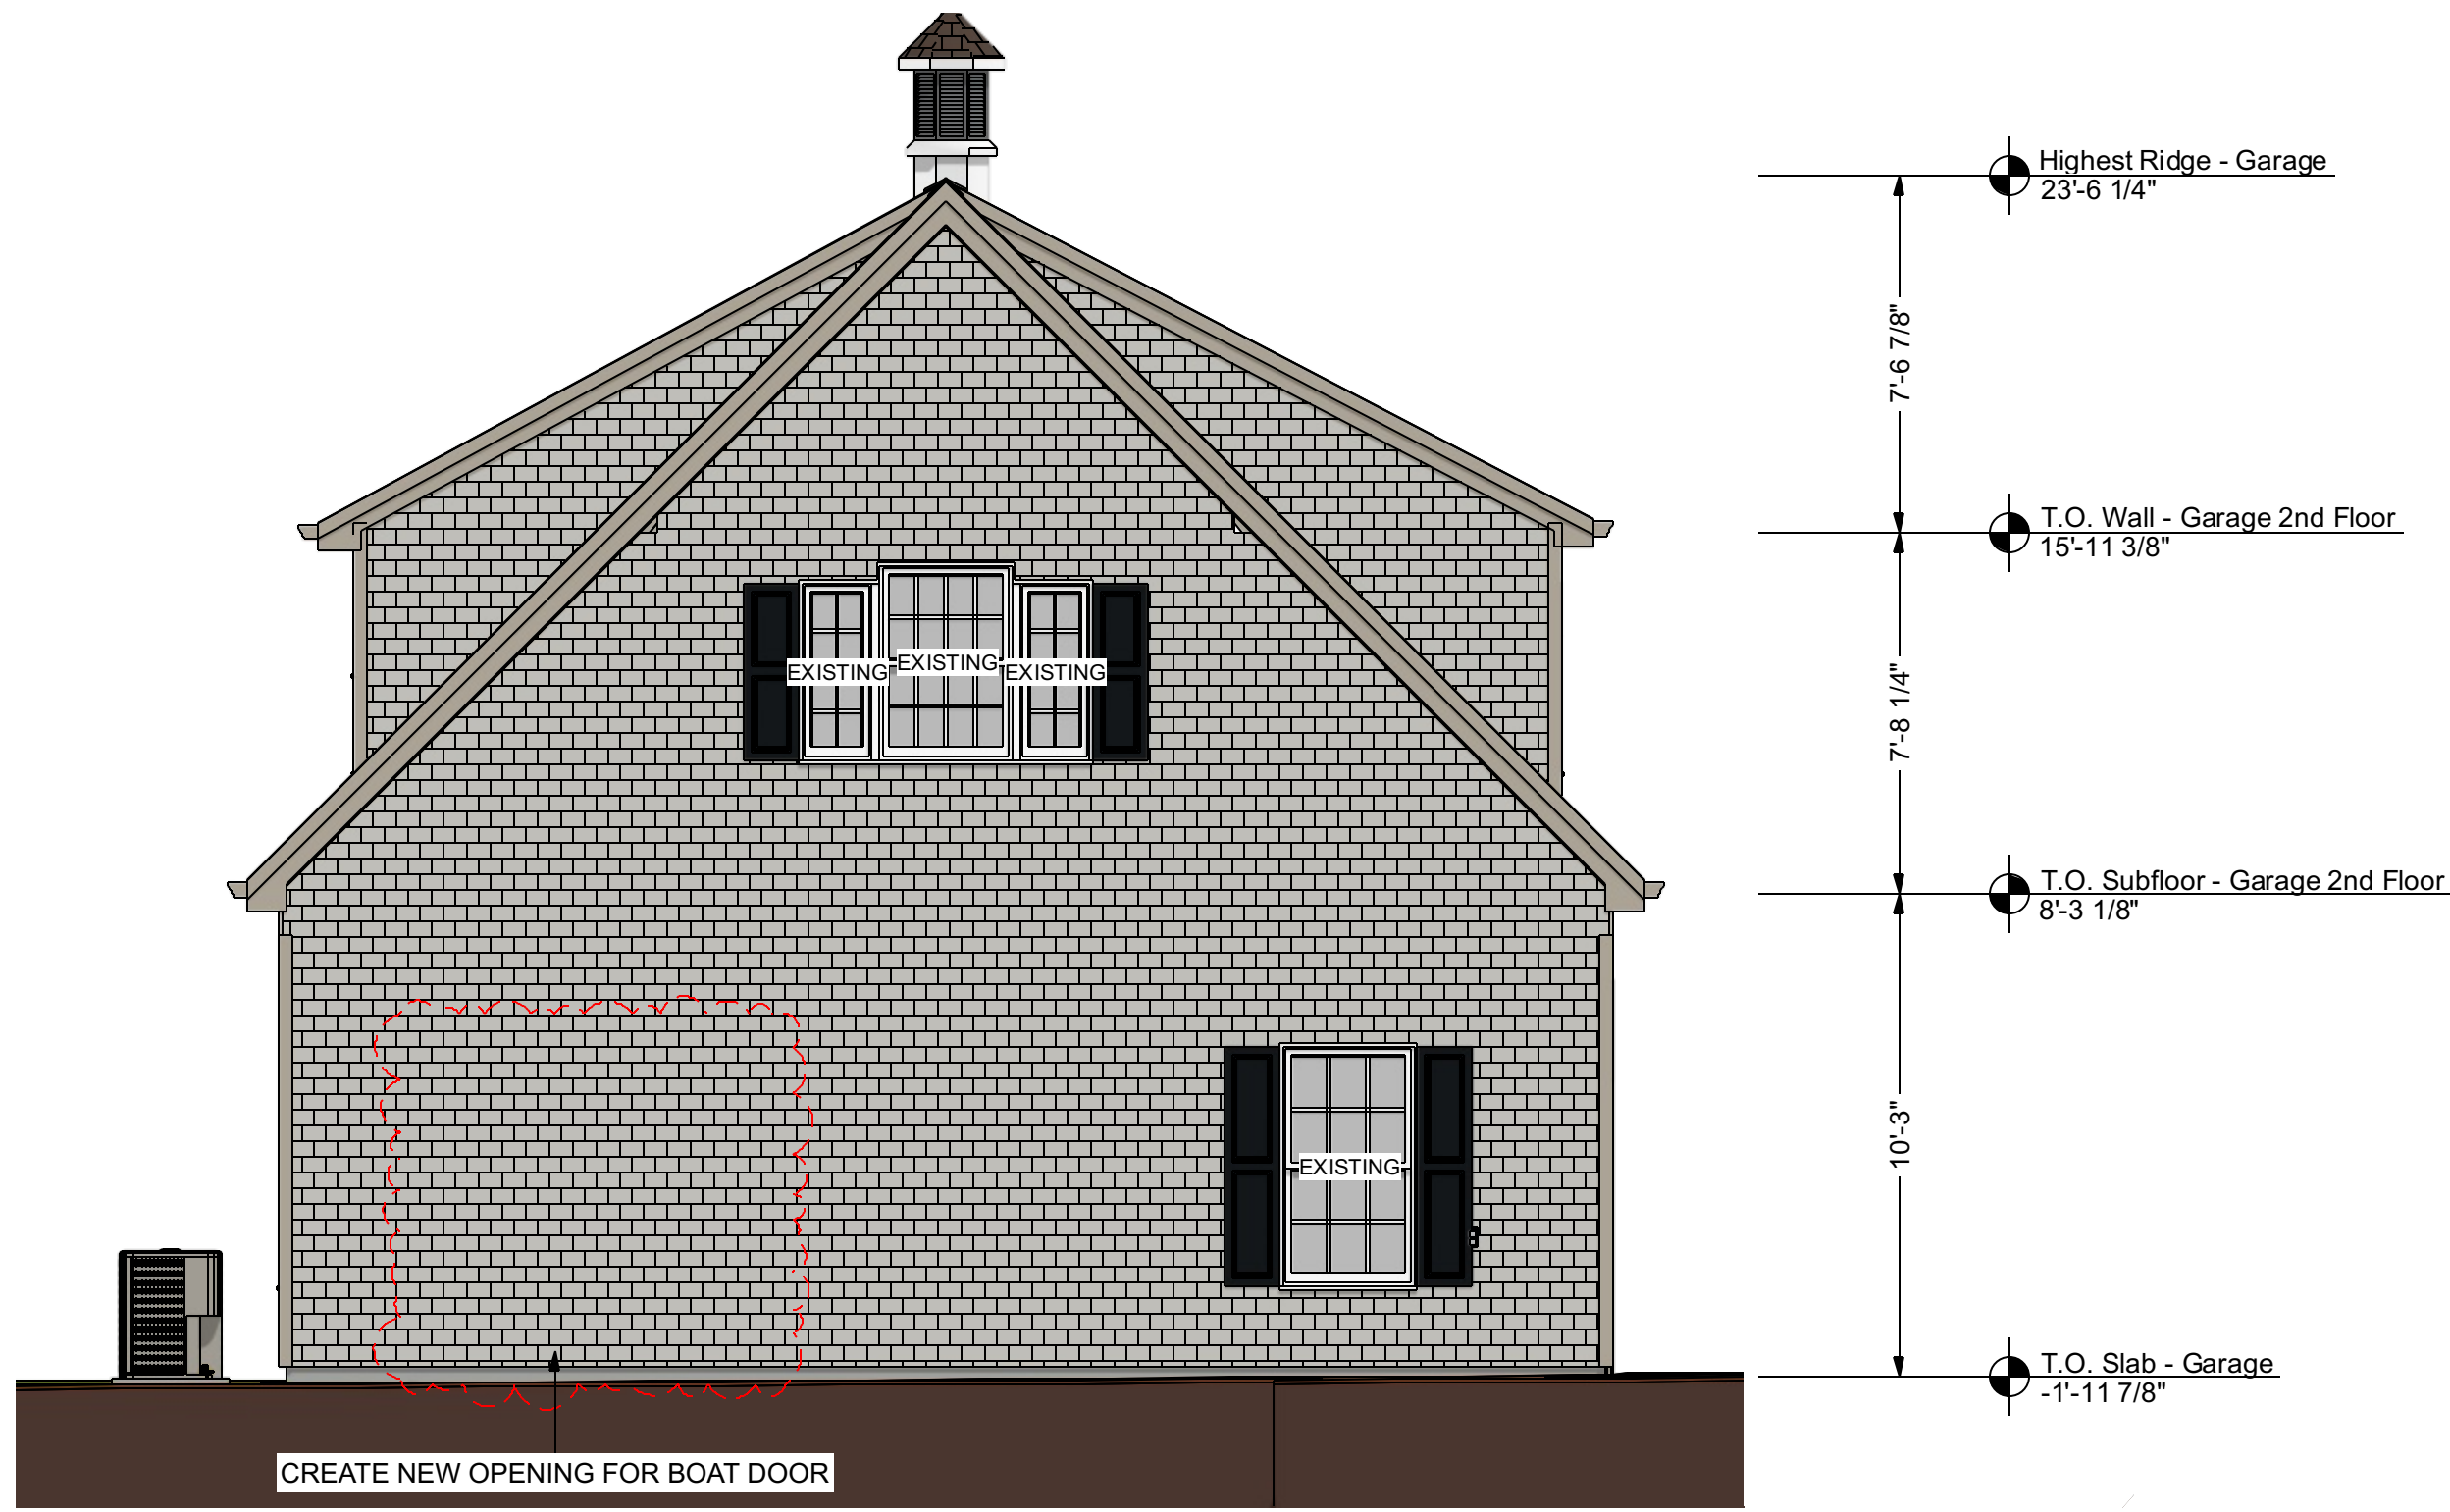 Highest Ridge - Garage
23'-6 1/4"
7'-6 7/8"
T.O. Wall - Garage 2nd Floor
15'-11 3/8"
EXISTING
EXISTING
EXISTING
7'-8 1/4"
T.O. Subfloor - Garage 2nd Floor
8'-3 1/8"
10'-3"
EXISTING
T.O. Slab - Garage
-1'-11 7/8"
CREATE NEW OPENING FOR BOAT DOOR